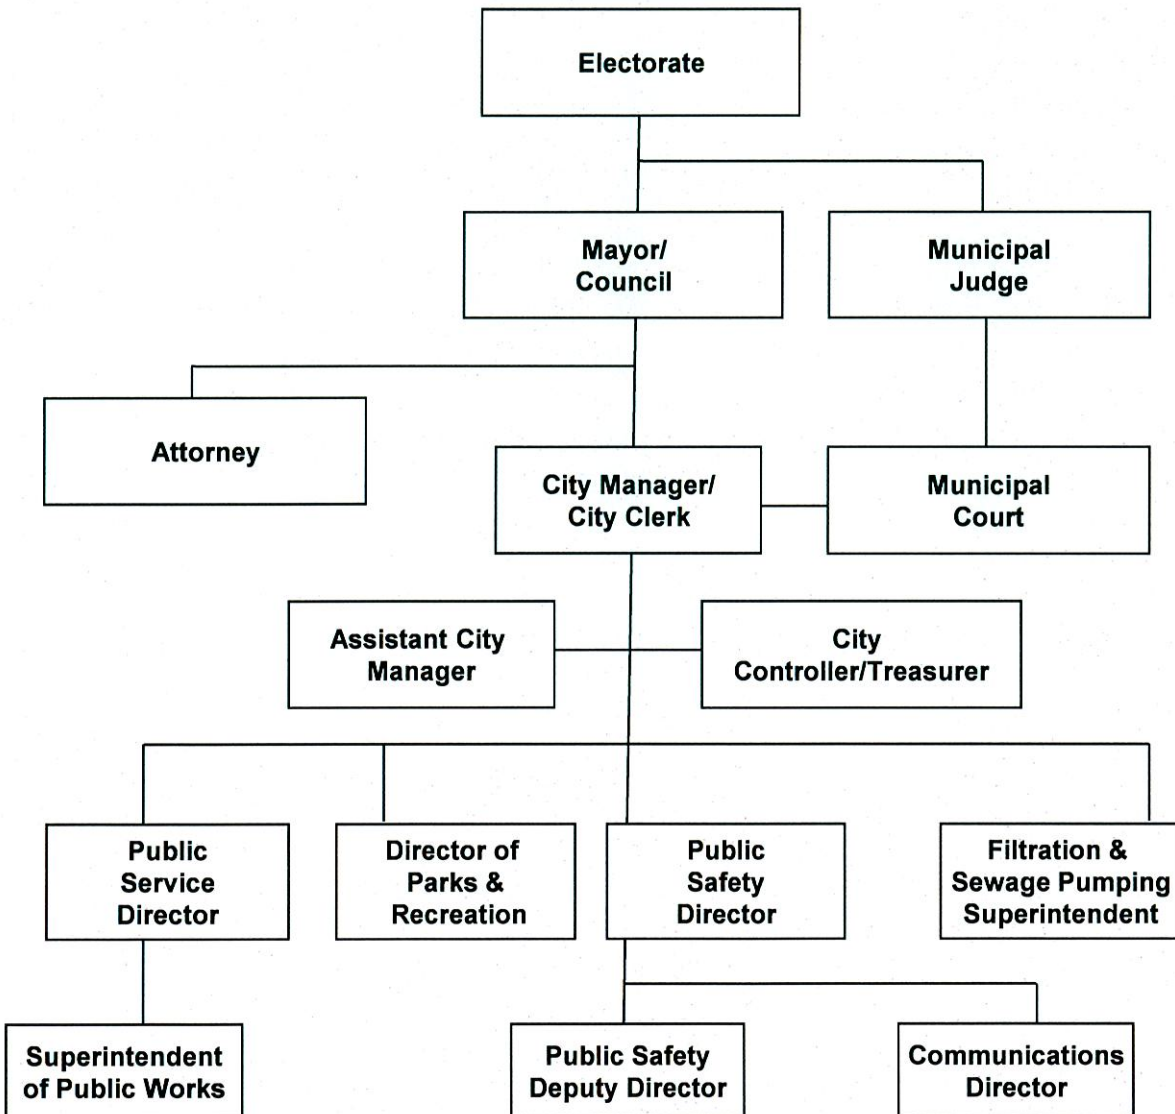 Electorate
Mayor/
Council
Municipal
Judge
Attorney
City Manager/
City Clerk
Municipal
Court
Assistant City
Manager
City
Controller/Treasurer
Public
Service
Director
Director of
Parks &
Recreation
Public
Safety
Director
Filtration &
Sewage Pumping
Superintendent
Superintendent
of Public Works
Public Safety
Deputy Director
Communications
Director